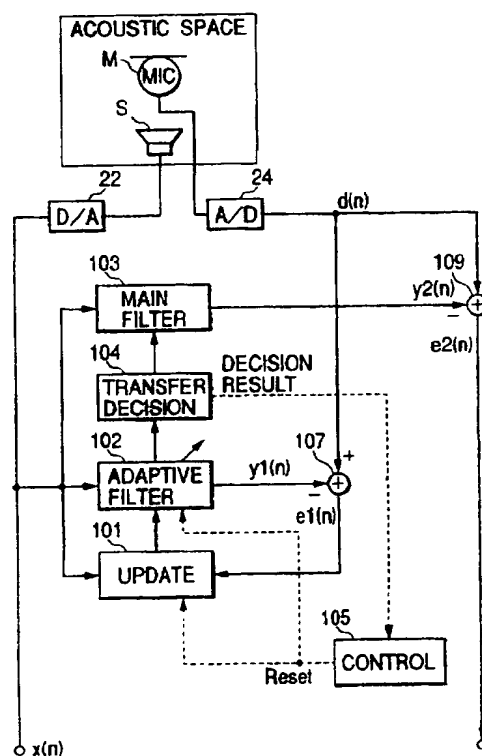 ACOUSTIC SPACE
M
MIC
S
22
D/A
24
A/D
d(n)
103
MAIN
FILTER
y2(n)
109
+
−
e2(n)
104
TRANSFER
DECISION
DECISION
RESULT
102
ADAPTIVE
FILTER
y1(n)
107
+
+
−
e1(n)
101
UPDATE
105
CONTROL
Reset
x(n)